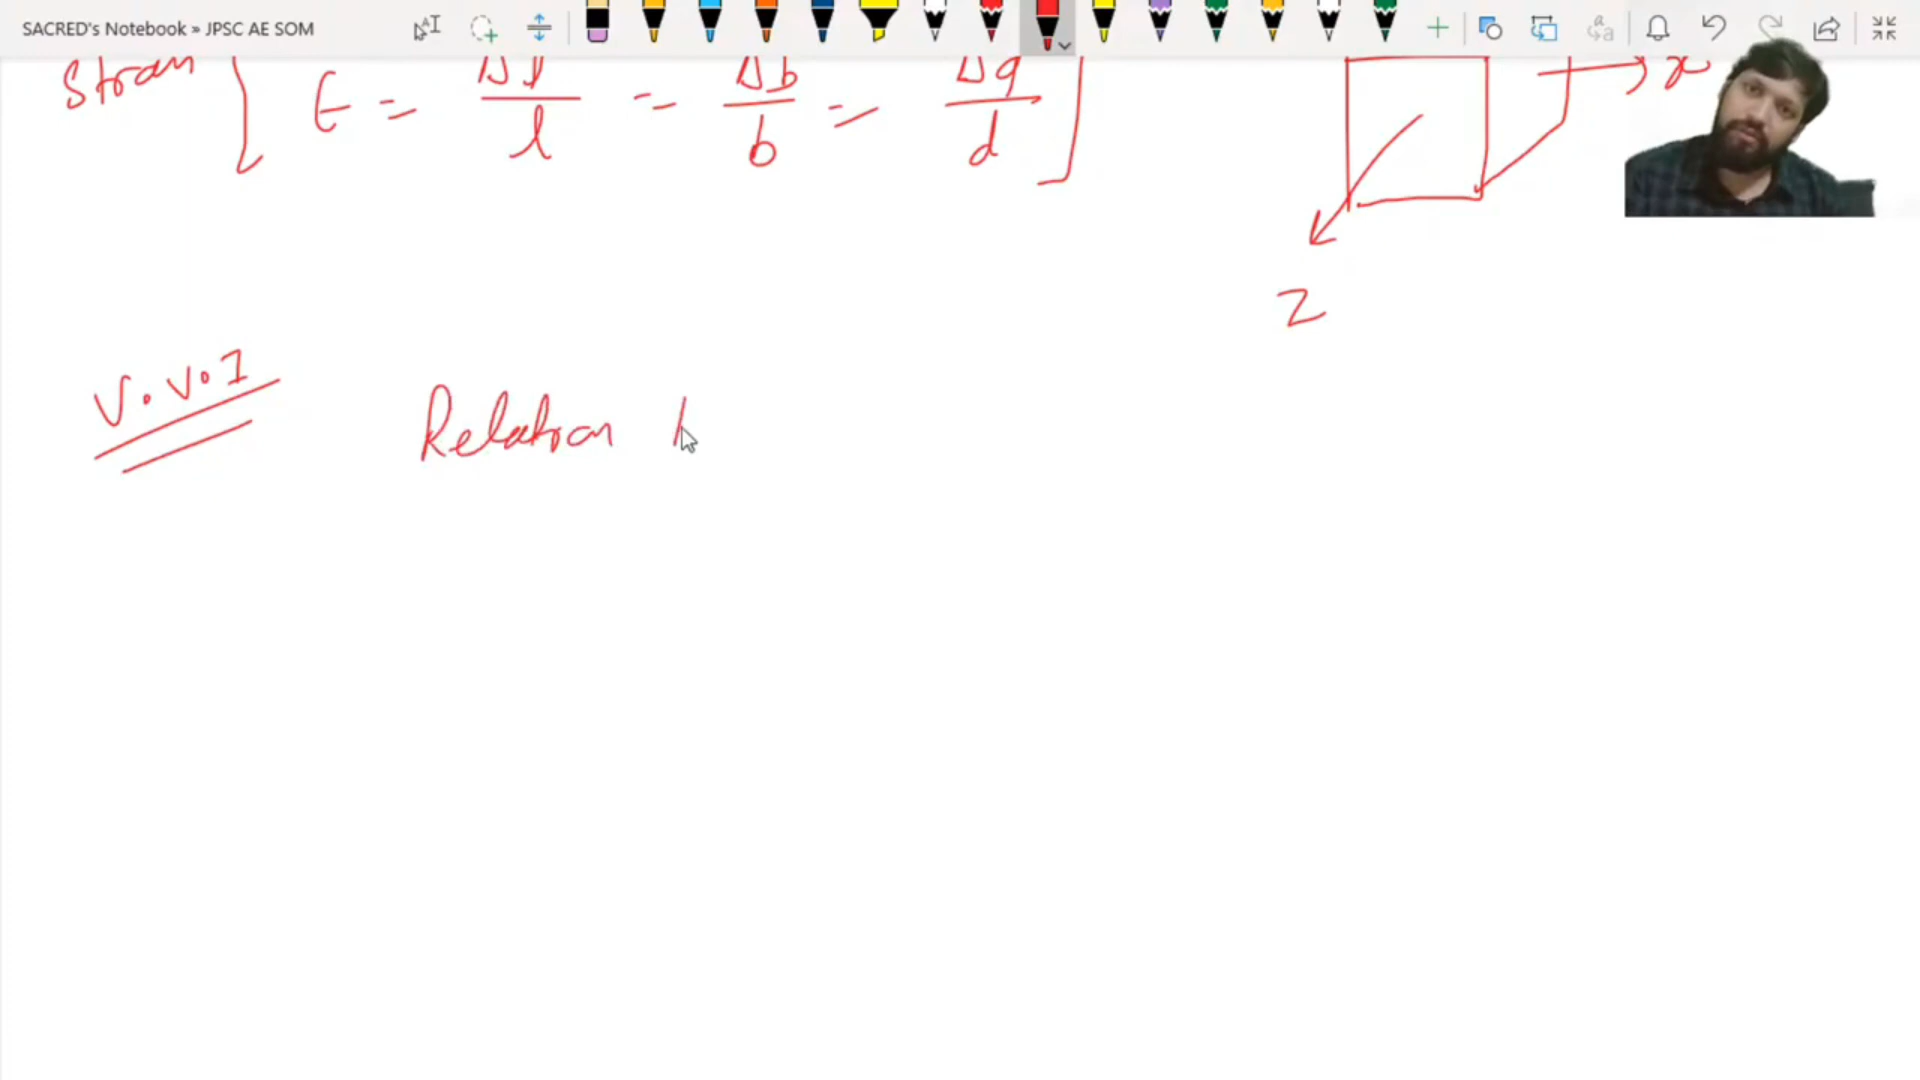 SACRED's Notebook » JPSC AE SOM
Strain
ε = Δl/l = Δb/b = Δd/d
x
Z
V.V.I Relation